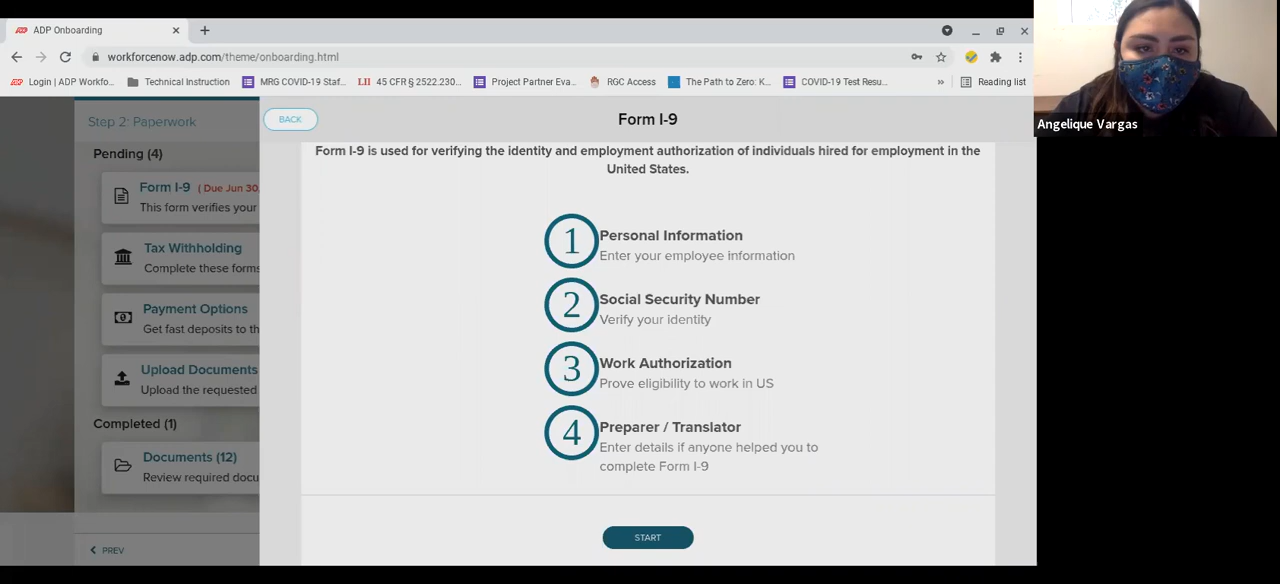 ADP Onboarding
workforcenow.adp.com/theme/onboarding.html
Login | ADP Workfo...
Technical Instruction
MRG COVID-19 Staf...
LII 45 CFR § 2522.230...
Project Partner Eva...
RGC Access
The Path to Zero: K...
COVID-19 Test Resu...
»
Reading list
Angelique Vargas
Step 2: Paperwork
Pending (4)
Form I-9 ( Due Jun 30,
This form verifies your
Tax Withholding
Complete these forms
Payment Options
Get fast deposits to th
Upload Documents
Upload the requested
Completed (1)
Documents (12)
Review required docu
PREV
BACK
Form I-9
Form I-9 is used for verifying the identity and employment authorization of individuals hired for employment in the
United States.
1 Personal Information
Enter your employee information
2 Social Security Number
Verify your identity
3 Work Authorization
Prove eligibility to work in US
4 Preparer / Translator
Enter details if anyone helped you to
complete Form I-9
START